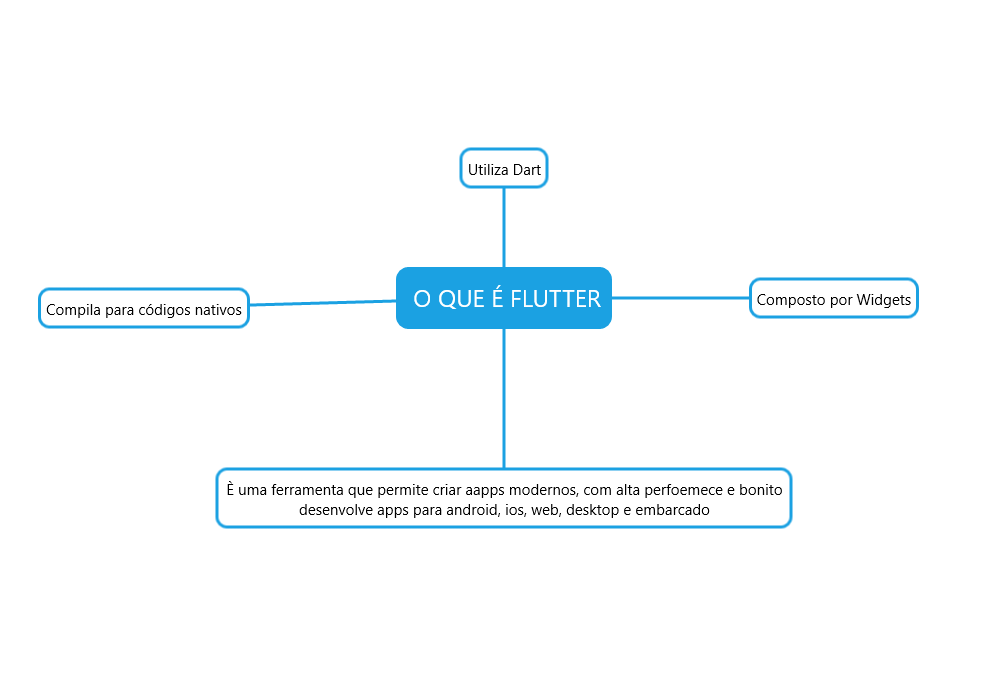 Utiliza Dart
O QUE É FLUTTER
Compila para códigos nativos
Composto por Widgets
È uma ferramenta que permite criar aapps modernos, com alta perfoemece e bonito
desenvolve apps para android, ios, web, desktop e embarcado